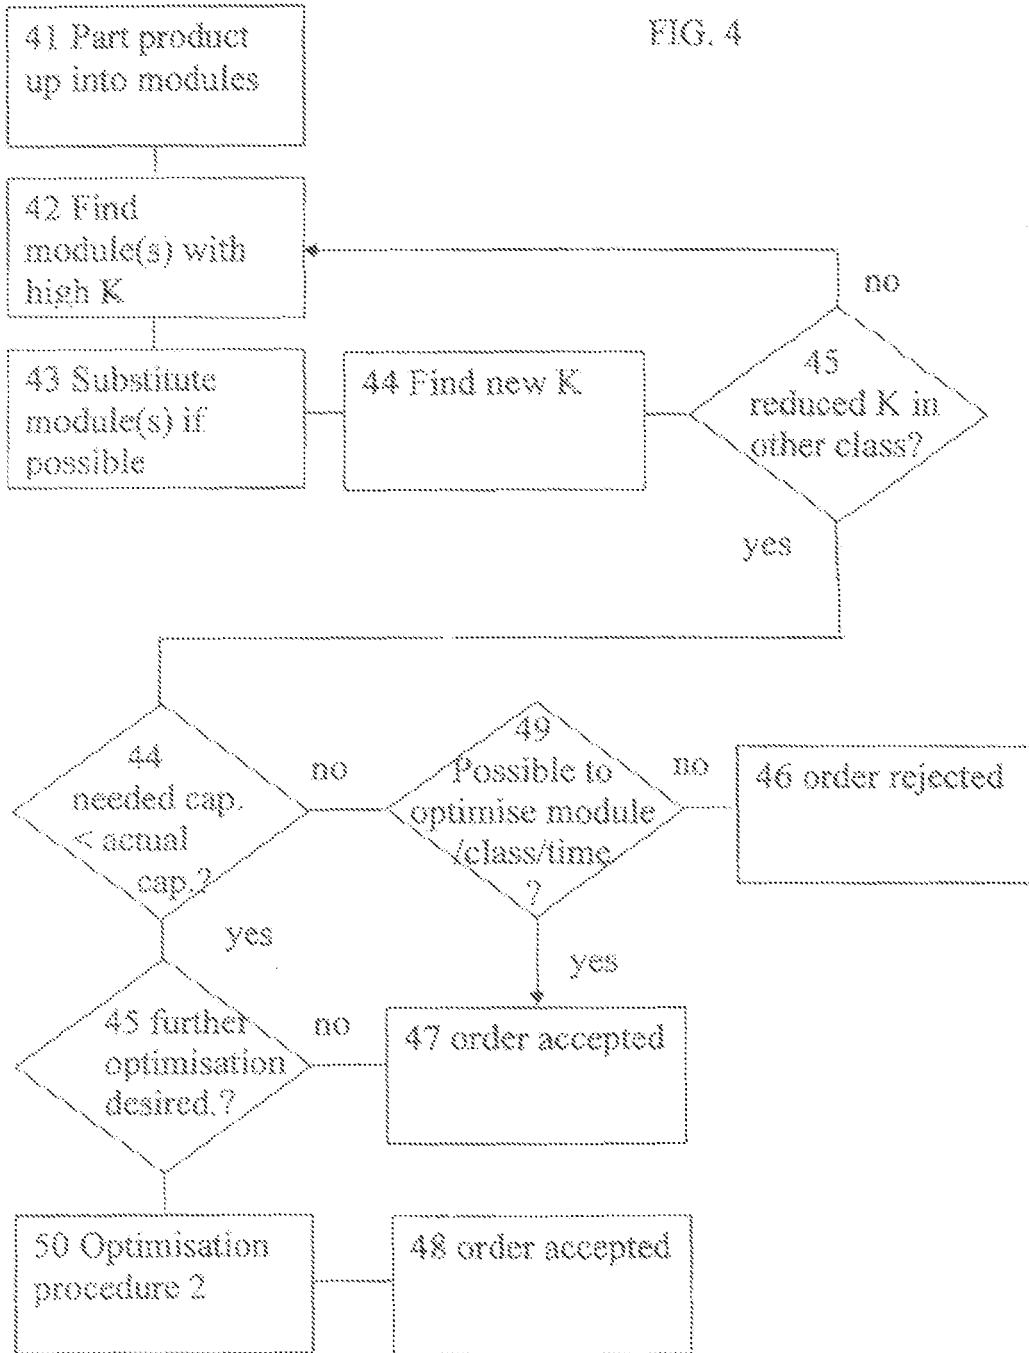 FIG. 4
41 Part product
up into modules
42 Find
module(s) with
high K
no
43 Substitute
module(s) if
possible
44 Find new K
45
reduced K in
other class?
yes
44
needed cap.
< actual
cap.?
no
49
Possible to
optimise module
/class/time
?
no
46 order rejected
yes
yes
45 further
optimisation
desired.?
no
47 order accepted
50 Optimisation
procedure 2
48 order accepted